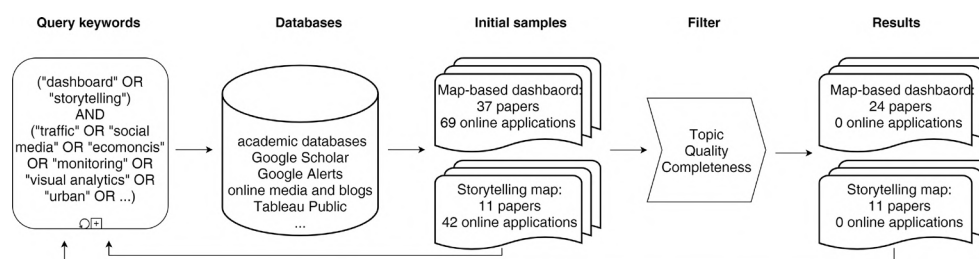 Query keywords
Databases
Initial samples
Filter
Results
("dashboard" OR
"storytelling")
AND
("traffic" OR "social
media" OR "ecomoncis"
OR "monitoring" OR
"visual analytics" OR
"urban" OR ...)
academic databases
Google Scholar
Google Alerts
online media and blogs
Tableau Public
...
Map-based dashbaord:
37 papers
69 online applications
Storytelling map:
11 papers
42 online applications
Topic
Quality
Completeness
Map-based dashbaord:
24 papers
0 online applications
Storytelling map:
11 papers
0 online applications